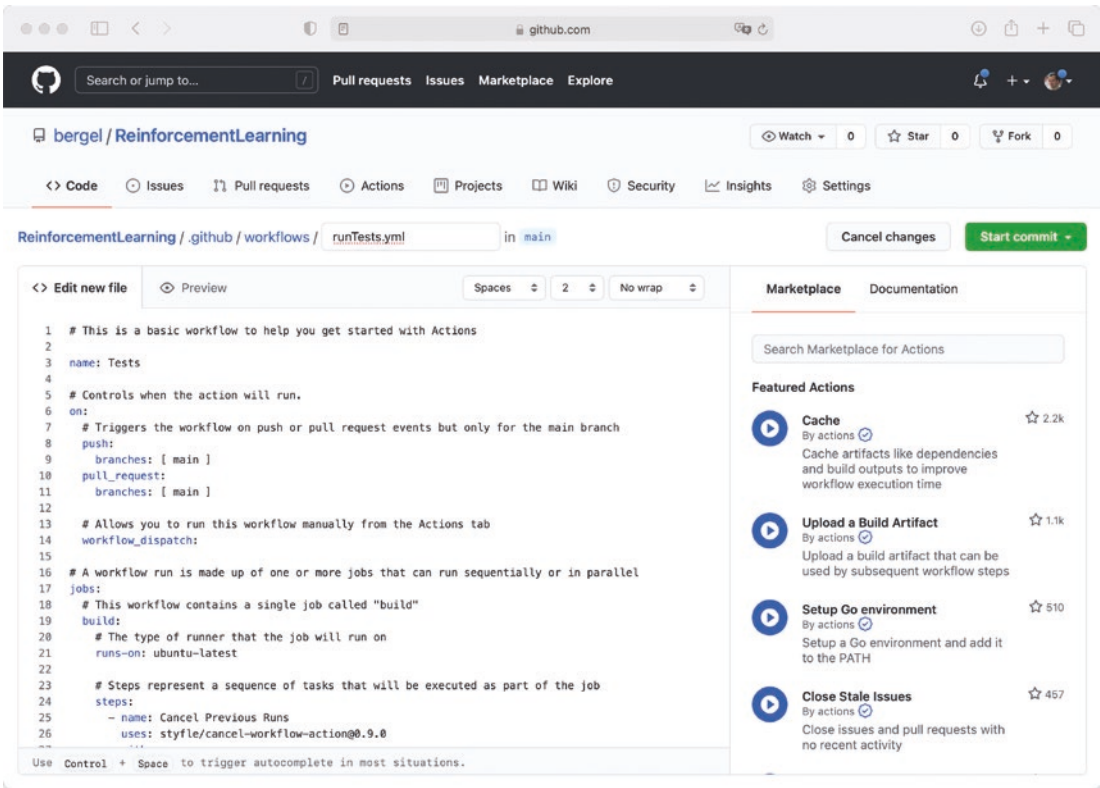 github.com
Search or jump to... / Pull requests Issues Marketplace Explore
bergel / ReinforcementLearning
Watch 0 Star 0 Fork 0
<> Code Issues Pull requests Actions Projects Wiki Security Insights Settings
ReinforcementLearning / .github / workflows / runTests.yml in main
Cancel changes Start commit
<> Edit new file Preview
Spaces 2 No wrap
1 # This is a basic workflow to help you get started with Actions
2
3 name: Tests
4
5 # Controls when the action will run.
6 on:
7 # Triggers the workflow on push or pull request events but only for the main branch
8 push:
9 branches: [ main ]
10 pull_request:
11 branches: [ main ]
12
13 # Allows you to run this workflow manually from the Actions tab
14 workflow_dispatch:
15
16 # A workflow run is made up of one or more jobs that can run sequentially or in parallel
17 jobs:
18 # This workflow contains a single job called "build"
19 build:
20 # The type of runner that the job will run on
21 runs-on: ubuntu-latest
22
23 # Steps represent a sequence of tasks that will be executed as part of the job
24 steps:
25 - name: Cancel Previous Runs
26 uses: styfle/cancel-workflow-action@0.9.0
Use Control + Space to trigger autocomplete in most situations.
Marketplace Documentation
Search Marketplace for Actions
Featured Actions
Cache 2.2k
By actions
Cache artifacts like dependencies
and build outputs to improve
workflow execution time
Upload a Build Artifact 1.1k
By actions
Upload a build artifact that can be
used by subsequent workflow steps
Setup Go environment 510
By actions
Setup a Go environment and add it
to the PATH
Close Stale Issues 457
By actions
Close issues and pull requests with
no recent activity